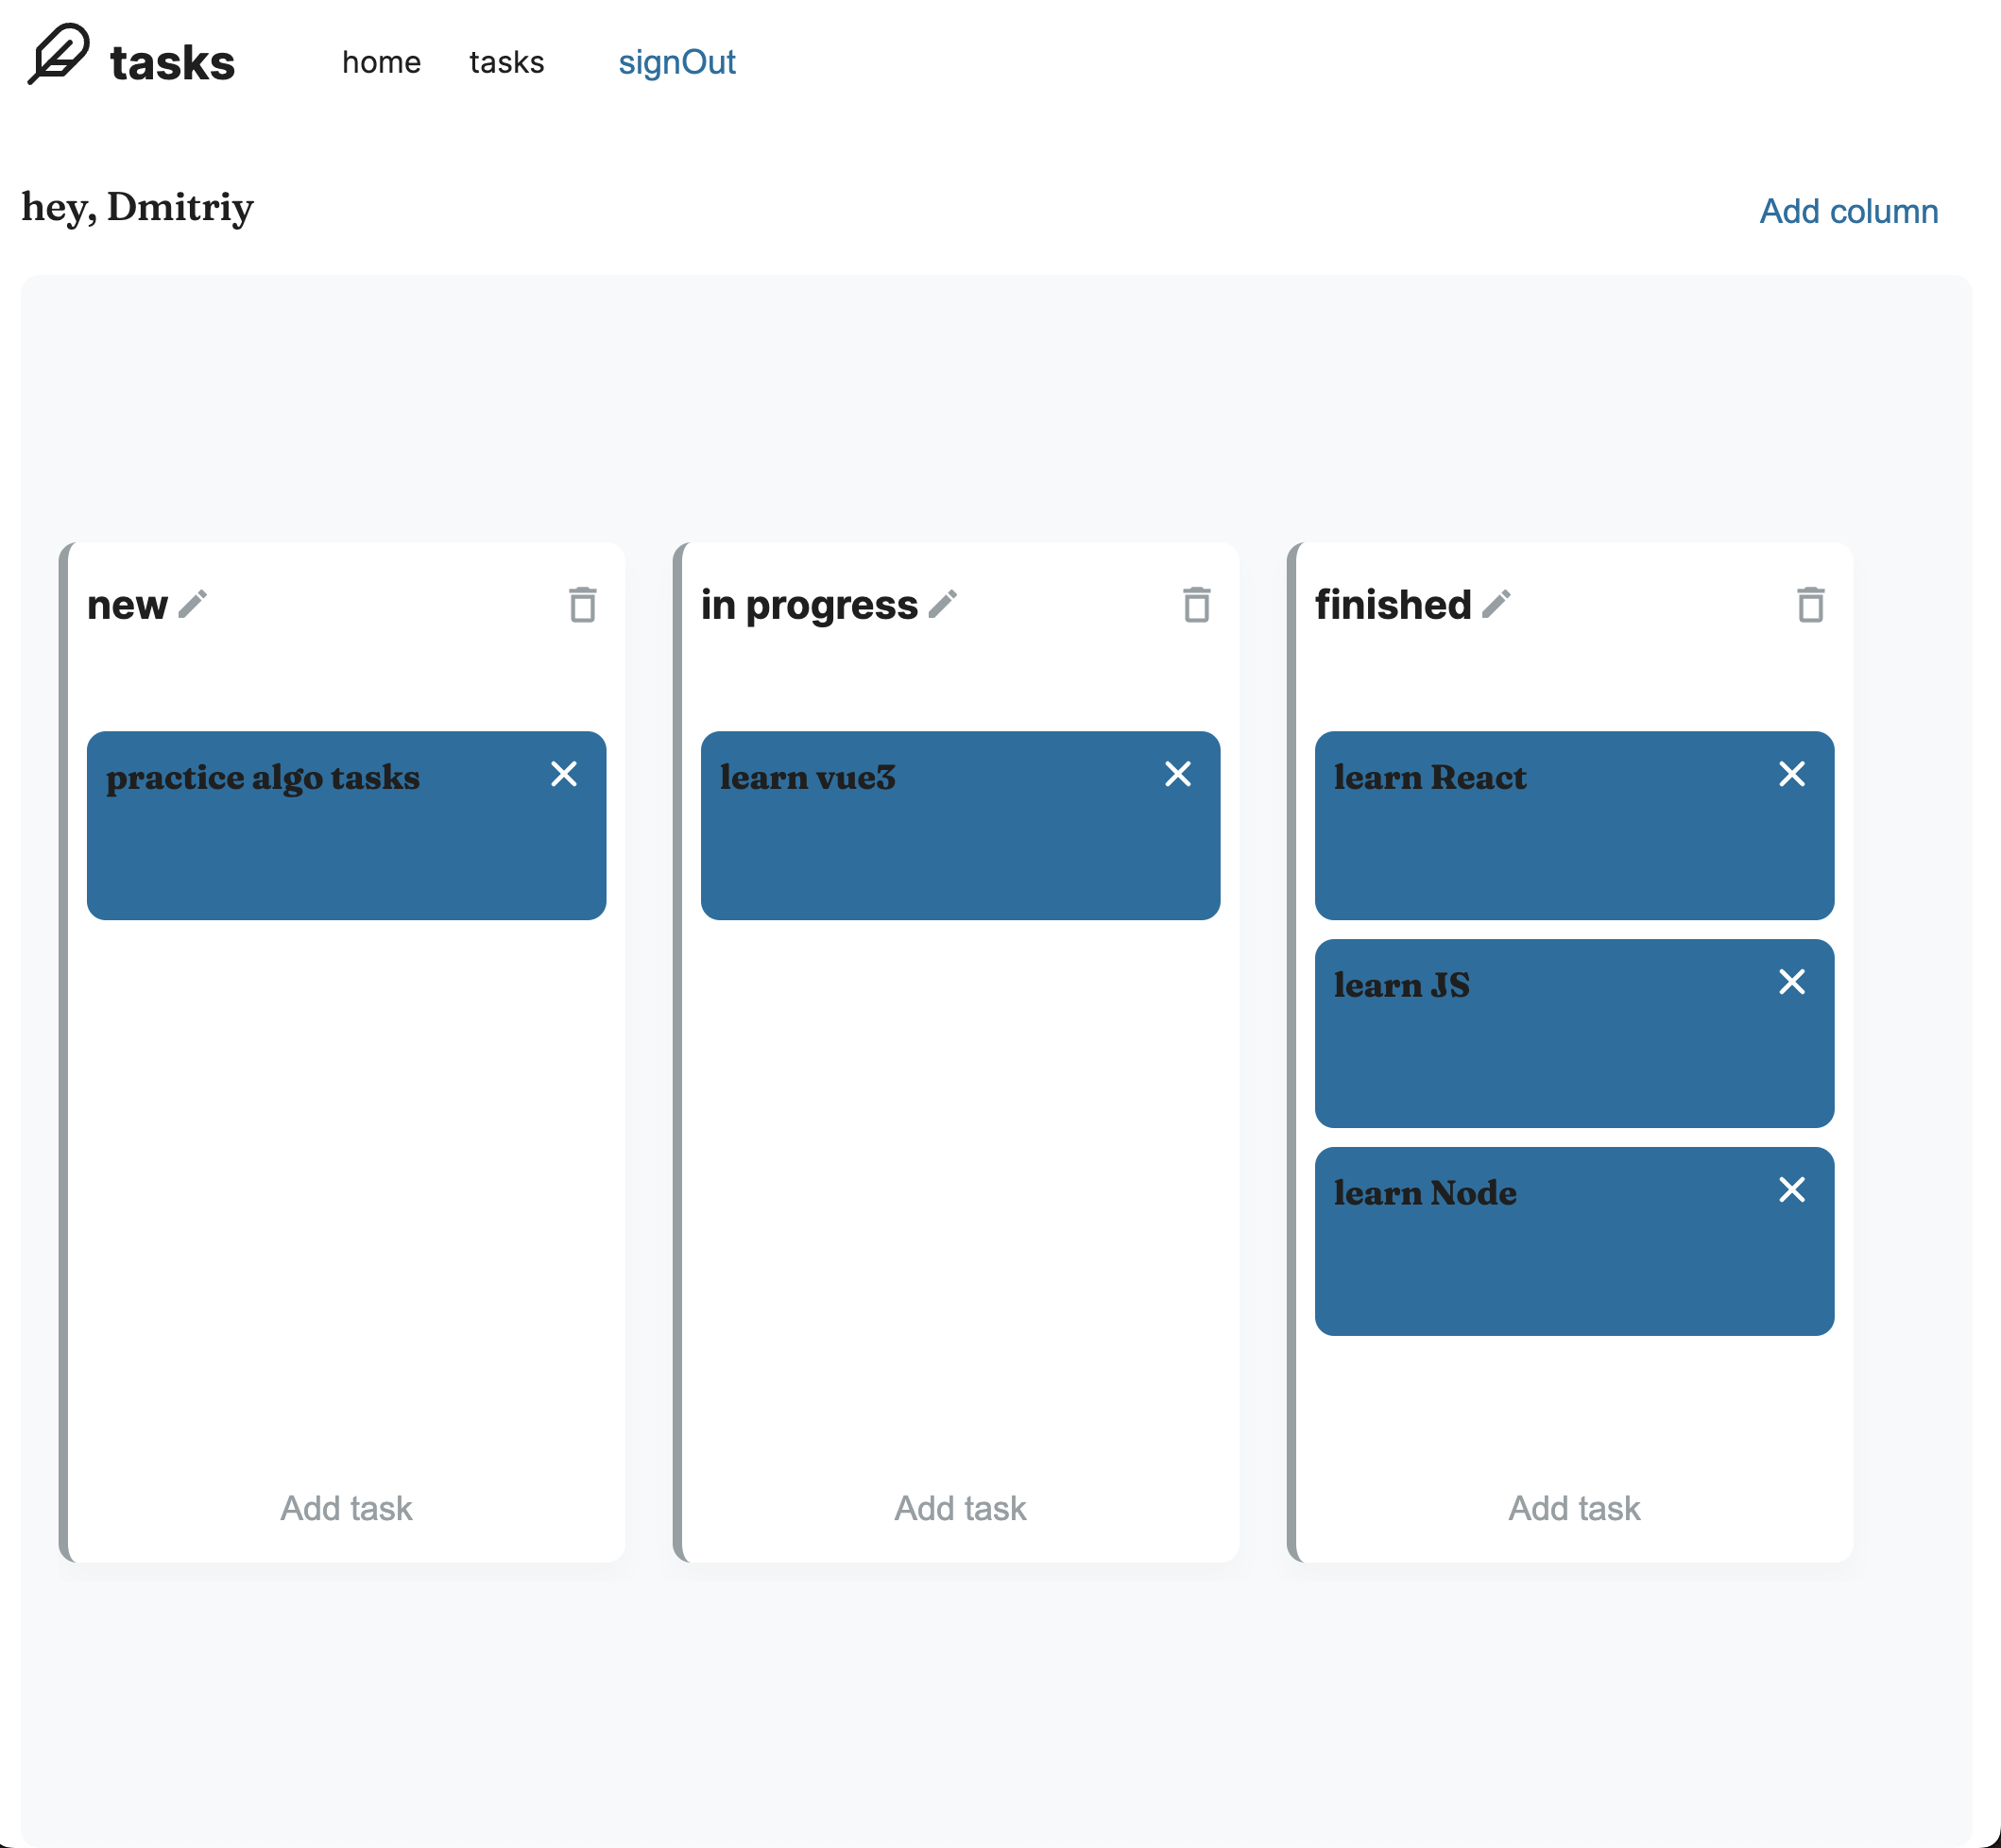 tasks
home
tasks
signOut
hey, Dmitriy
Add column
new
practice algo tasks
Add task
in progress
learn vue3
Add task
finished
learn React
learn JS
learn Node
Add task